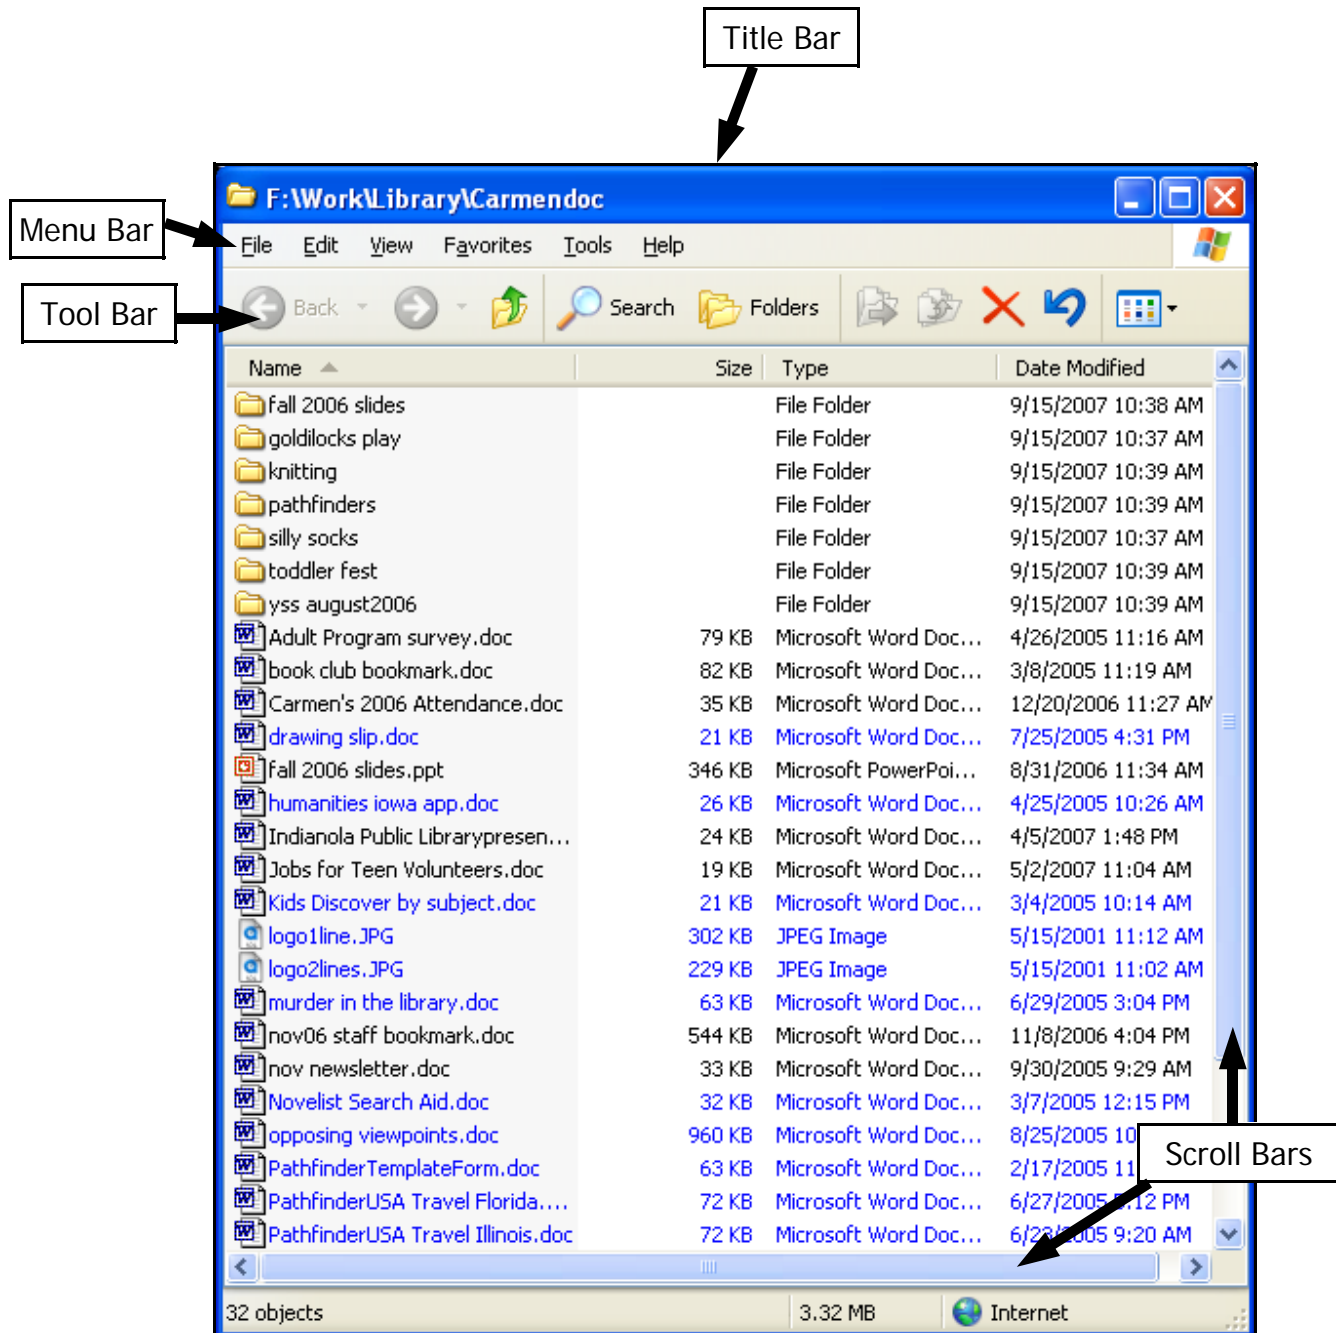 Title Bar
F:\Work\Library\Carmendoc
Menu Bar
File Edit View Favorites Tools Help
Tool Bar
Back Search Folders
Name Size Type Date Modified
fall 2006 slides File Folder 9/15/2007 10:38 AM
goldilocks play File Folder 9/15/2007 10:37 AM
knitting File Folder 9/15/2007 10:39 AM
pathfinders File Folder 9/15/2007 10:39 AM
silly socks File Folder 9/15/2007 10:37 AM
toddler fest File Folder 9/15/2007 10:39 AM
yss august2006 File Folder 9/15/2007 10:39 AM
Adult Program survey.doc 79 KB Microsoft Word Doc... 4/26/2005 11:16 AM
book club bookmark.doc 82 KB Microsoft Word Doc... 3/8/2005 11:19 AM
Carmen's 2006 Attendance.doc 35 KB Microsoft Word Doc... 12/20/2006 11:27 AM
drawing slip.doc 21 KB Microsoft Word Doc... 7/25/2005 4:31 PM
fall 2006 slides.ppt 346 KB Microsoft PowerPoi... 8/31/2006 11:34 AM
humanities iowa app.doc 26 KB Microsoft Word Doc... 4/25/2005 10:26 AM
Indianola Public Librarypresen... 24 KB Microsoft Word Doc... 4/5/2007 1:48 PM
Jobs for Teen Volunteers.doc 19 KB Microsoft Word Doc... 5/2/2007 11:04 AM
Kids Discover by subject.doc 21 KB Microsoft Word Doc... 3/4/2005 10:14 AM
logo1line.JPG 302 KB JPEG Image 5/15/2001 11:12 AM
logo2lines.JPG 229 KB JPEG Image 5/15/2001 11:02 AM
murder in the library.doc 63 KB Microsoft Word Doc... 6/29/2005 3:04 PM
nov06 staff bookmark.doc 544 KB Microsoft Word Doc... 11/8/2006 4:04 PM
nov newsletter.doc 33 KB Microsoft Word Doc... 9/30/2005 9:29 AM
Novelist Search Aid.doc 32 KB Microsoft Word Doc... 3/7/2005 12:15 PM
opposing viewpoints.doc 960 KB Microsoft Word Doc... 8/25/2005 10
Scroll Bars
PathfinderTemplateForm.doc 63 KB Microsoft Word Doc... 2/17/2005 11
PathfinderUSA Travel Florida.... 72 KB Microsoft Word Doc... 6/27/2005 PM
PathfinderUSA Travel Illinois.doc 72 KB Microsoft Word Doc... 9:20 AM
32 objects 3.32 MB Internet